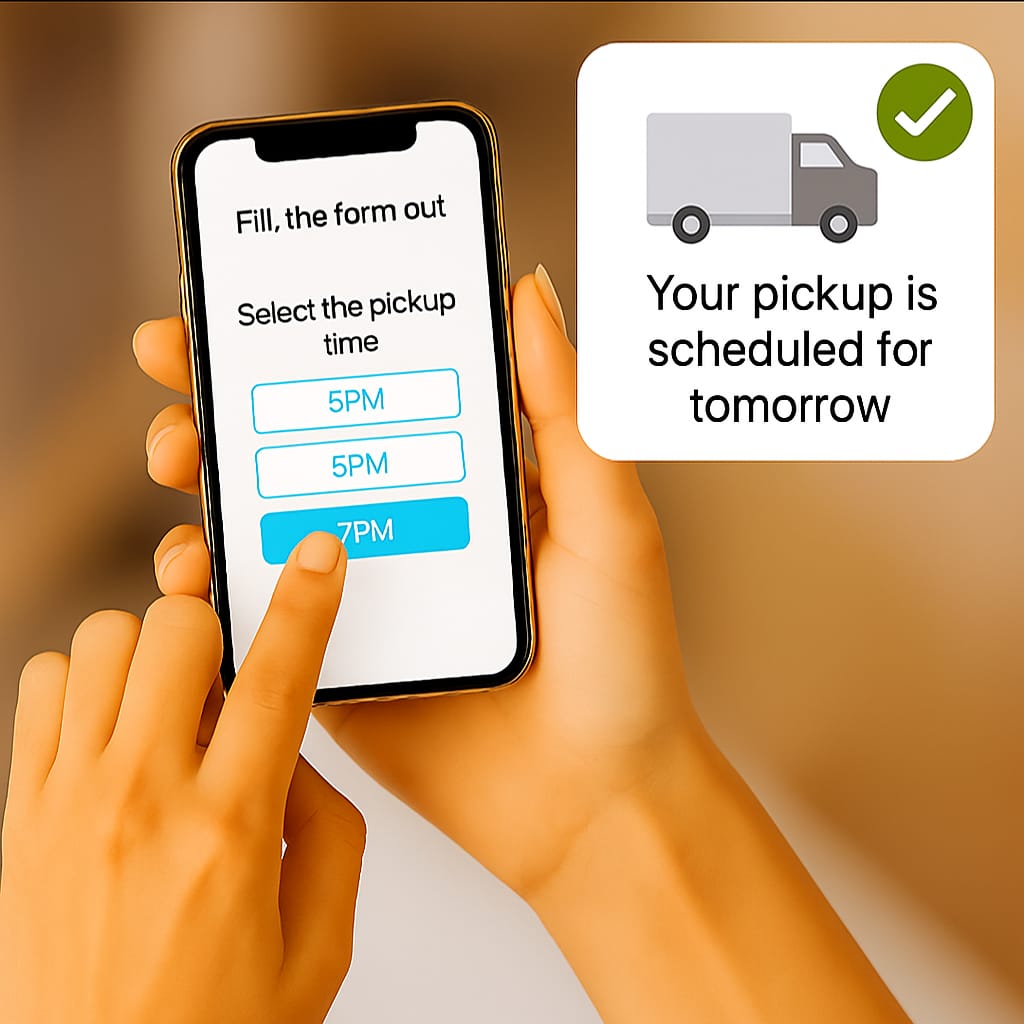 Fill, the form out
Select the pickup
time
5PM
5PM
7PM
Your pickup is
scheduled for
tomorrow